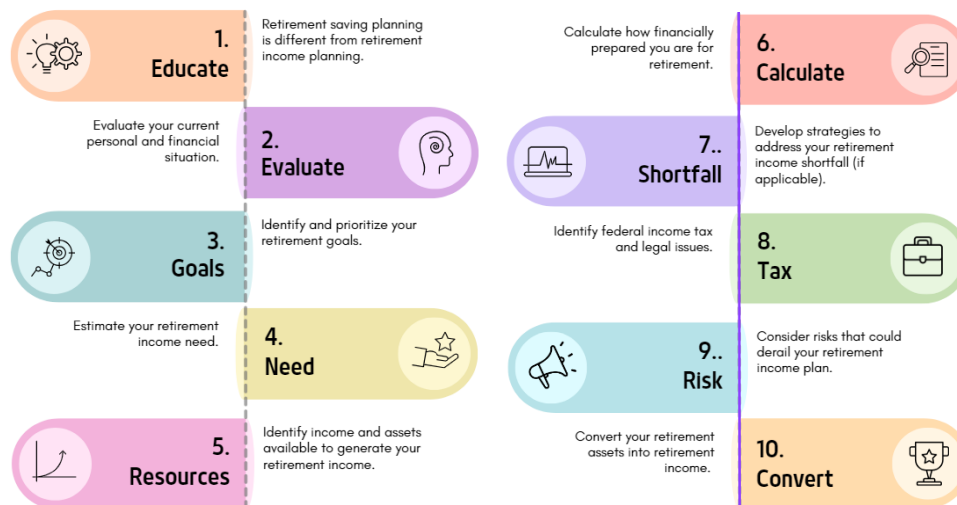 1.
Educate
Retirement saving planning
is different from retirement
income planning.
Evaluate your current
personal and financial
situation.
2.
Evaluate
3.
Goals
Identify and prioritize your
retirement goals.
Estimate your retirement
income need.
4.
Need
5.
Resources
Identify income and assets
available to generate your
retirement income.
Calculate how financially
prepared you are for
retirement.
6.
Calculate
7..
Shortfall
Develop strategies to
address your retirement
income shortfall (if
applicable).
Identify federal income tax
and legal issues.
8.
Tax
9..
Risk
Consider risks that could
derail your retirement
income plan.
Convert your retirement
assets into retirement
income.
10.
Convert